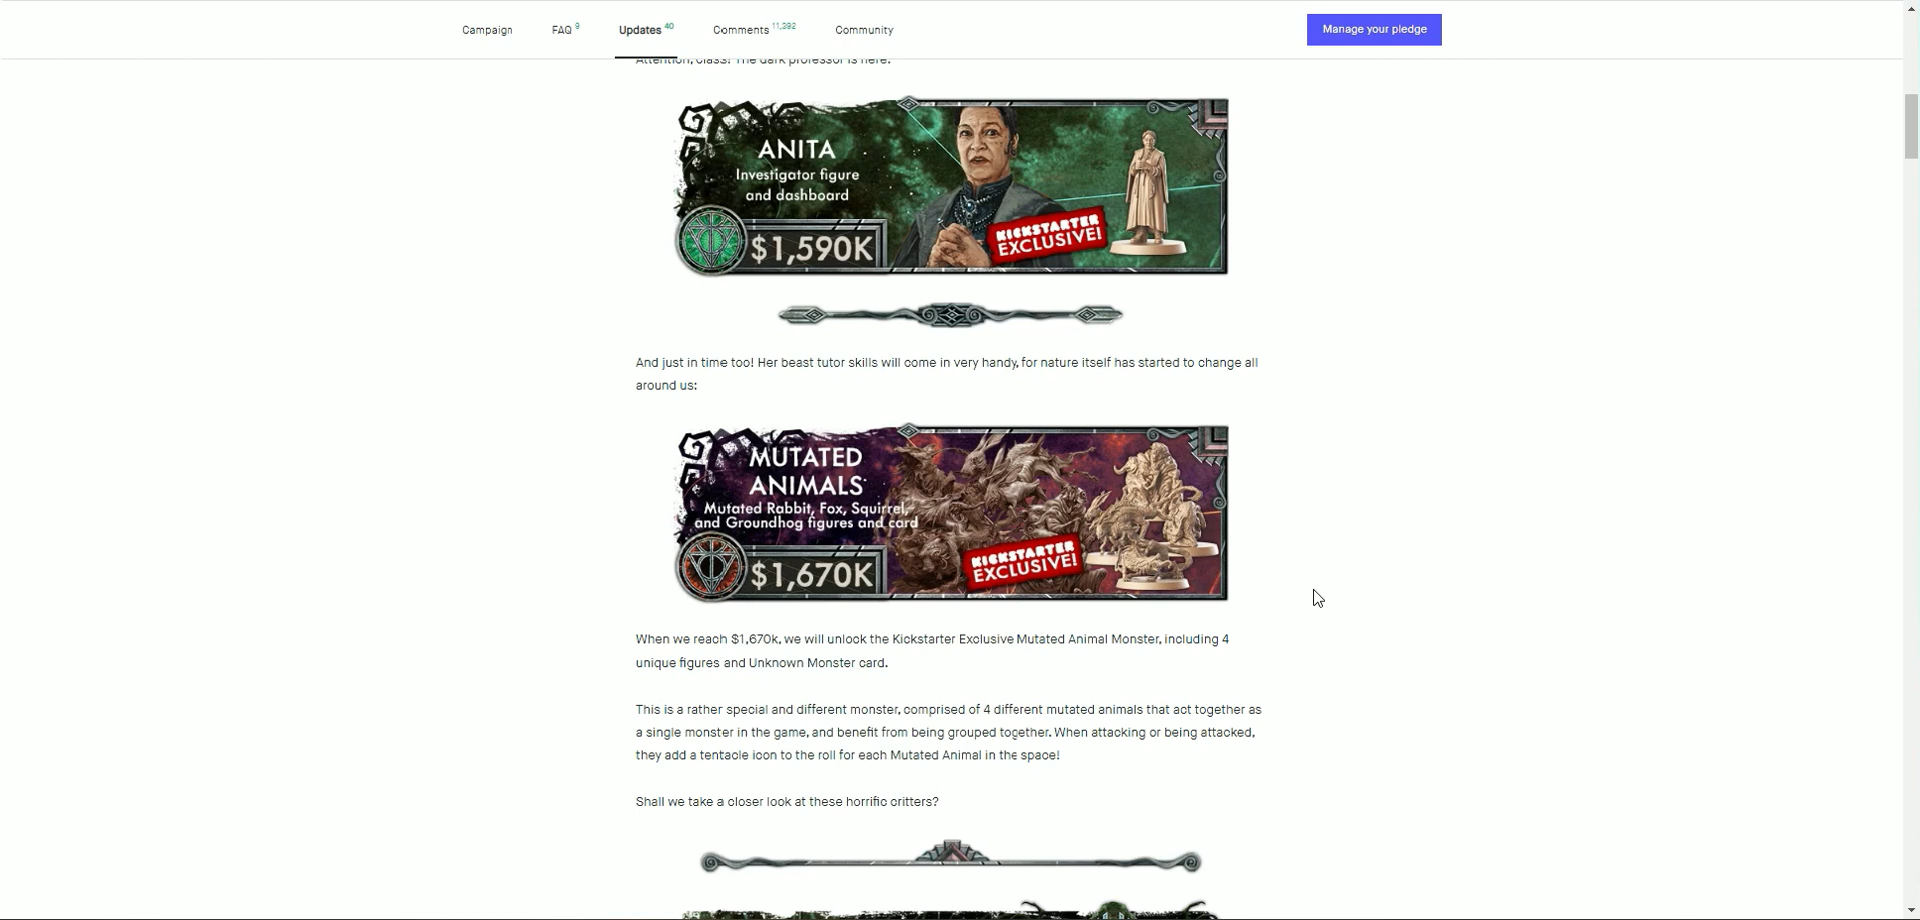 Campaign
FAQ 9
Updates 40
Comments 11,392
Community
Manage your pledge
Attention, class! The dark professor is here.
ANITA
Investigator figure
and dashboard
$1,590K
KICKSTARTER
EXCLUSIVE!
And just in time too! Her beast tutor skills will come in very handy, for nature itself has started to change all
around us:
MUTATED
ANIMALS
Mutated Rabbit, Fox, Squirrel,
and Groundhog figures and card
$1,670K
KICKSTARTER
EXCLUSIVE!
When we reach $1,670k, we will unlock the Kickstarter Exclusive Mutated Animal Monster, including 4
unique figures and Unknown Monster card.
This is a rather special and different monster, comprised of 4 different mutated animals that act together as
a single monster in the game, and benefit from being grouped together. When attacking or being attacked,
they add a tentacle icon to the roll for each Mutated Animal in the space!
Shall we take a closer look at these horrific critters?